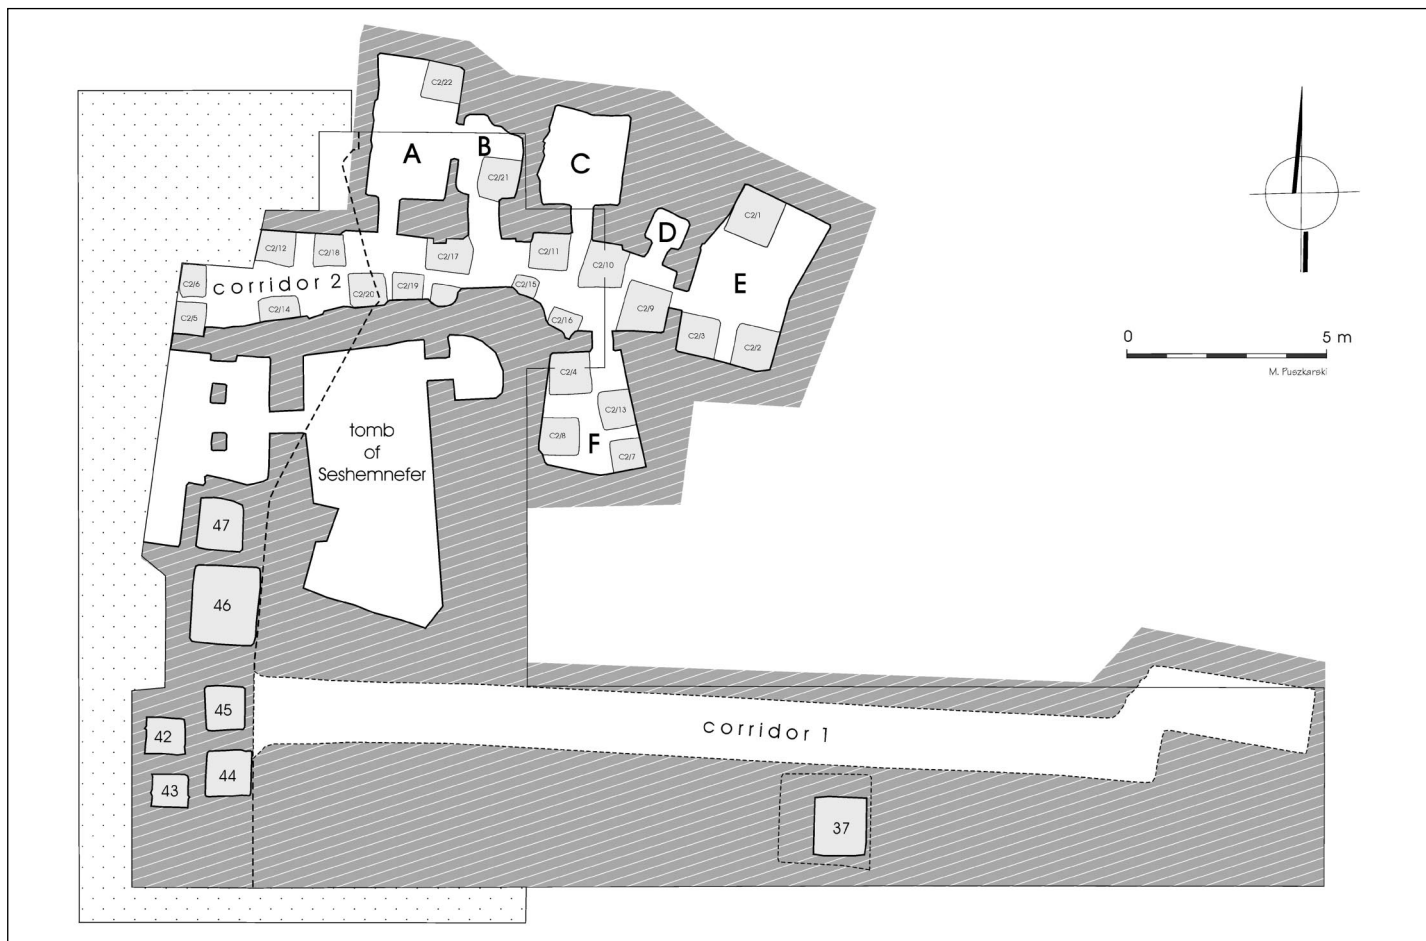 C2/22
A
B
C
C2/21
C2/1
D
C2/12
C2/18
C2/17
C2/11
C2/10
E
C2/6
corridor 2
C2/20
C2/19
C2/15
C2/9
C2/5
C2/14
C2/16
C2/3
C2/2
0 5 m
M. Puszkarski
C2/4
C2/13
tomb
of
Seshemnefer
C2/8
F
C2/7
47
46
45
42
corridor 1
44
43
37